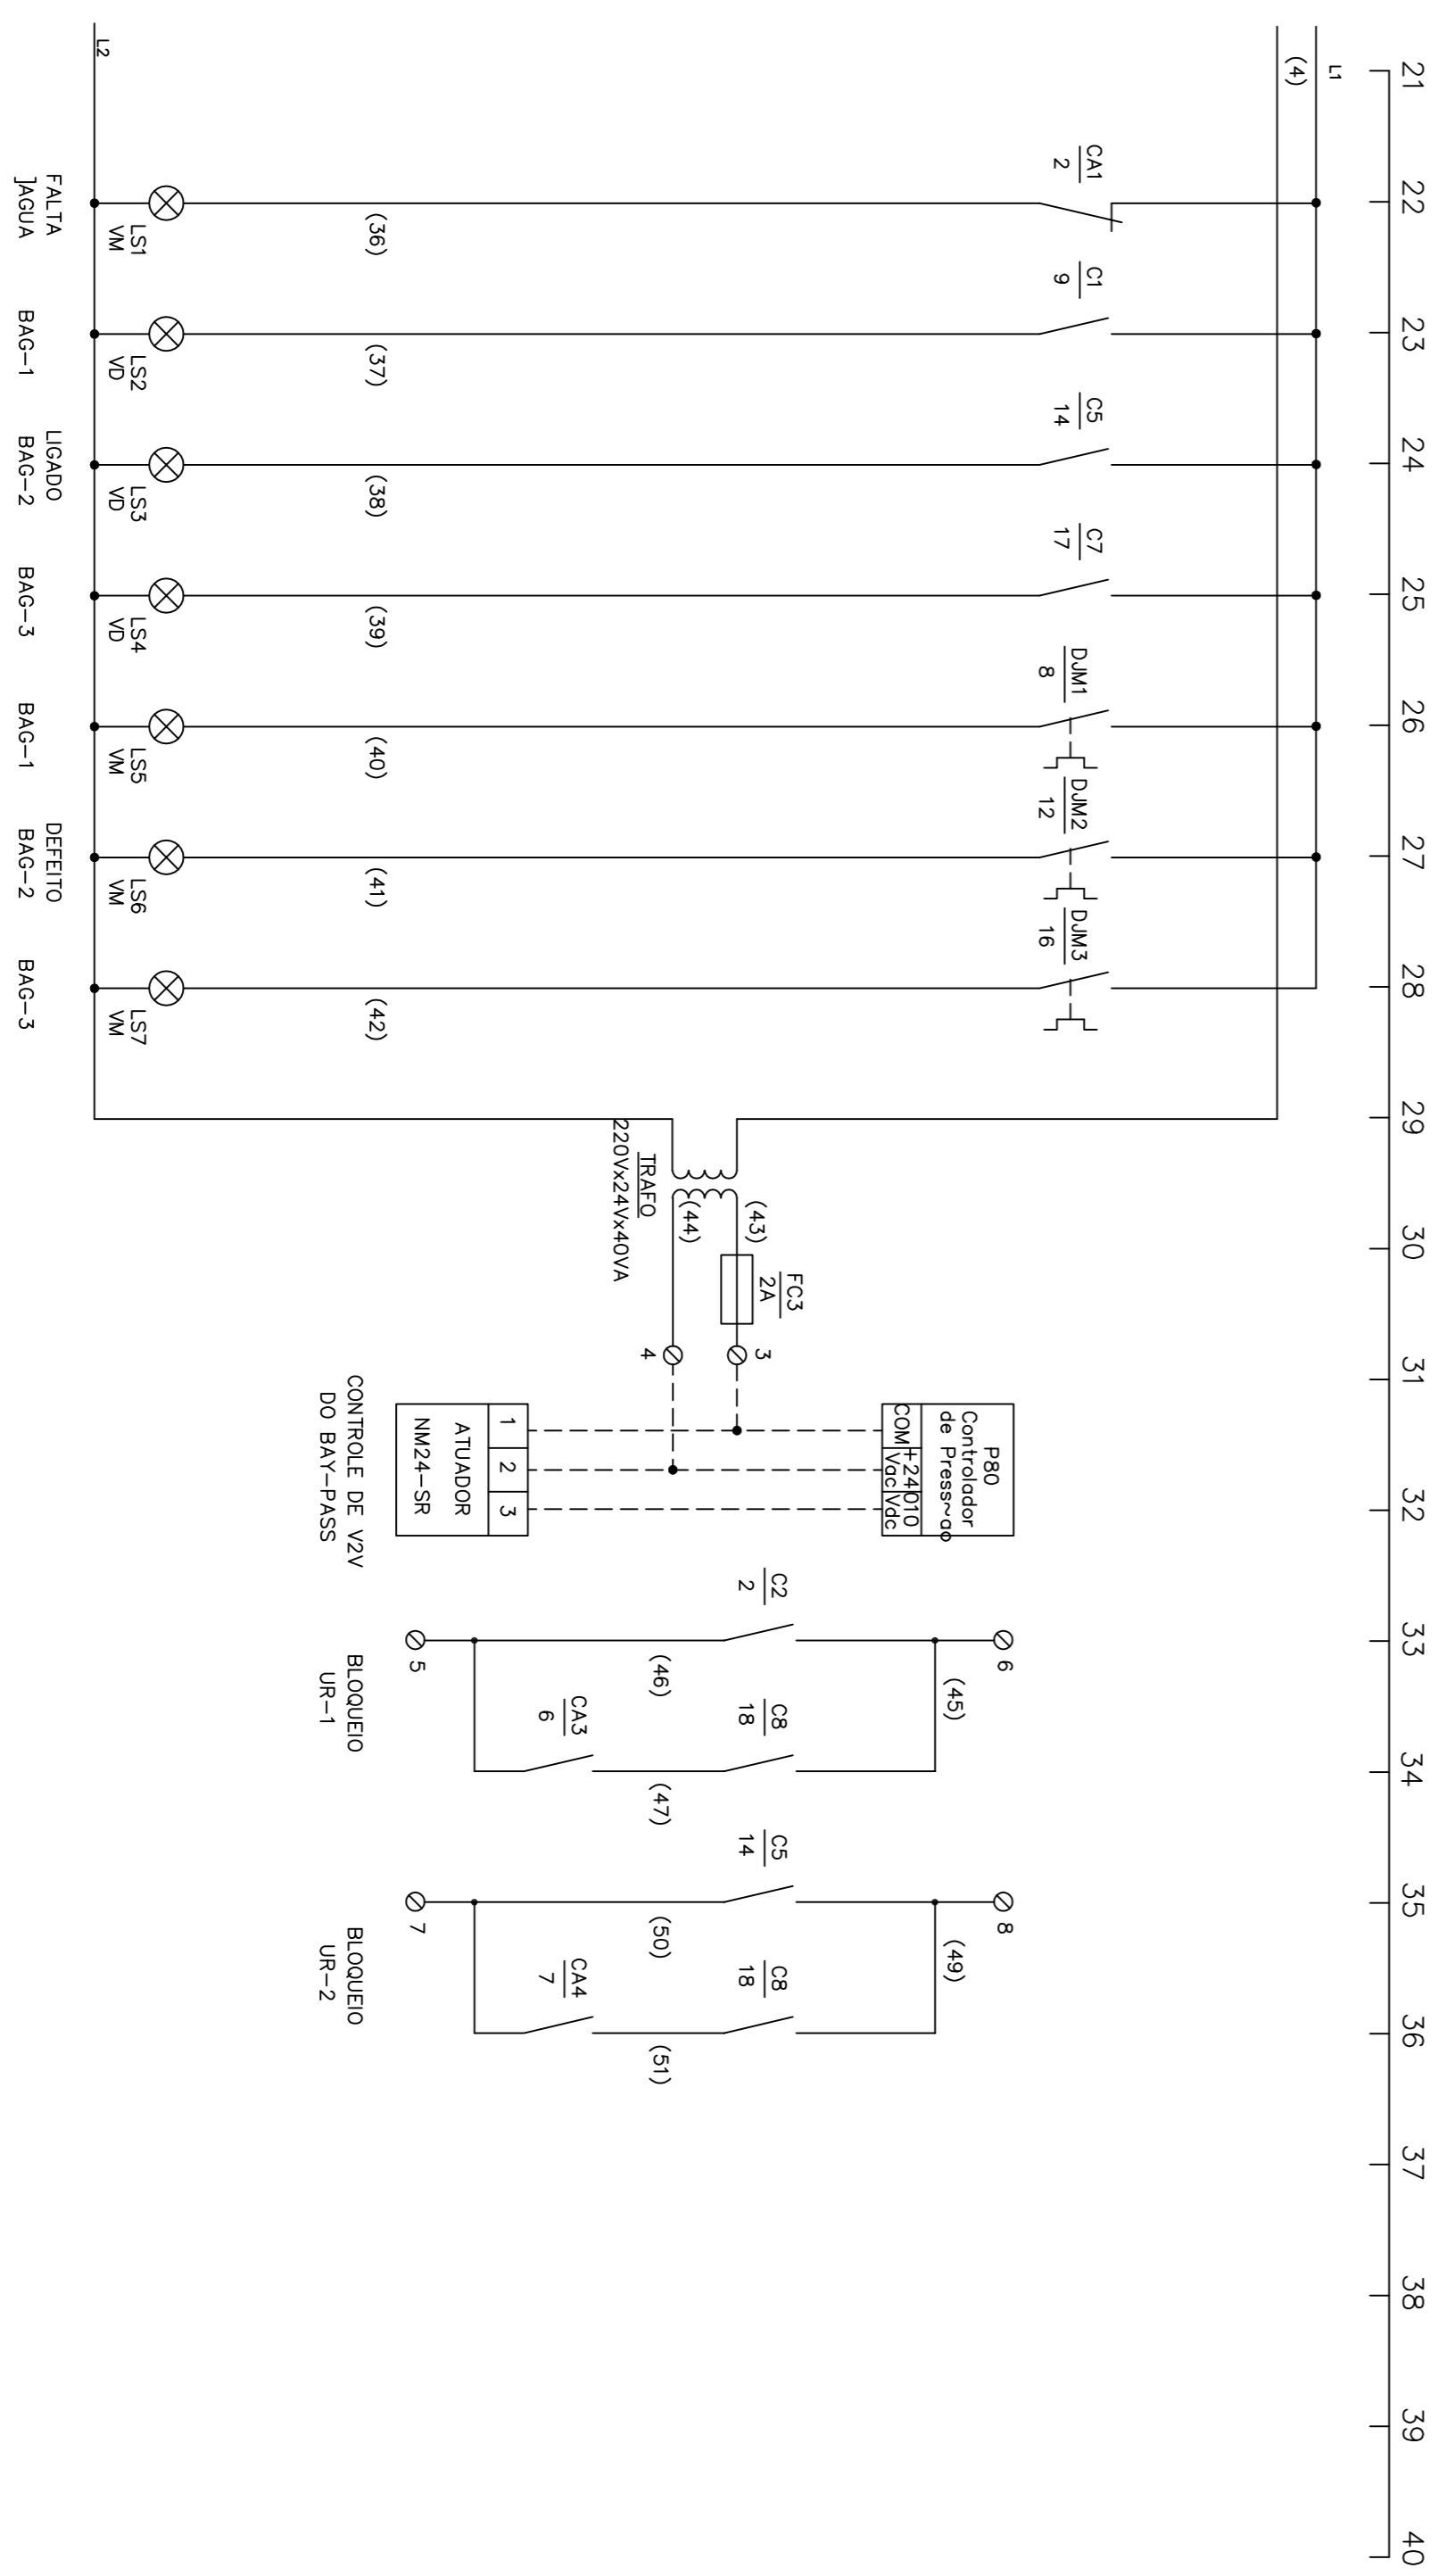 21
22
23
24
25
26
27
28
29
30
31
32
33
34
35
36
37
38
39
40
L1
(4)
CA1
2
C1
9
C5
14
C7
17
DJM1
8
DJM2
12
DJM3
16
(36)
(37)
(38)
(39)
(40)
(41)
(42)
LS1
VM
LS2
VD
LS3
VD
LS4
VD
LS5
VM
LS6
VM
LS7
VM
L2
FALTA
]AGUA
BAG-1
LIGADO
BAG-2
BAG-3
BAG-1
DEFEITO
BAG-2
BAG-3
TRAFO
220Vx24Vx40VA
(43)
(44)
FC3
2A
3
4
P80
Controlador
de Press~ao
COM
+24
Vac
010
Vdc
1
2
3
ATUADOR
NM24-SR
CONTROLE DE V2V
DO BAY-PASS
6
(45)
C2
2
C8
18
(46)
(47)
CA3
6
5
BLOQUEIO
UR-1
8
(49)
C5
14
C8
18
(50)
(51)
CA4
7
7
BLOQUEIO
UR-2